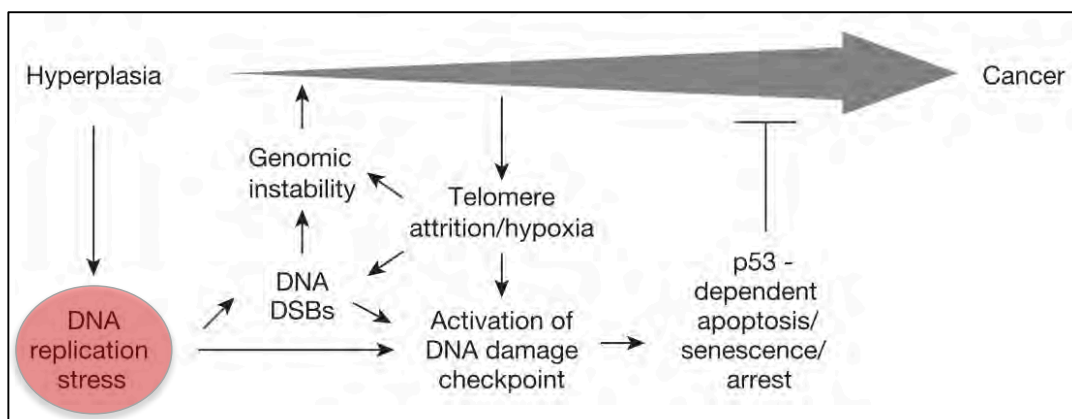 Hyperplasia
Cancer
Genomic
instability
Telomere
attrition/hypoxia
DNA
replication
stress
DNA
DSBs
Activation of
DNA damage
checkpoint
p53 -
dependent
apoptosis/
senescence/
arrest